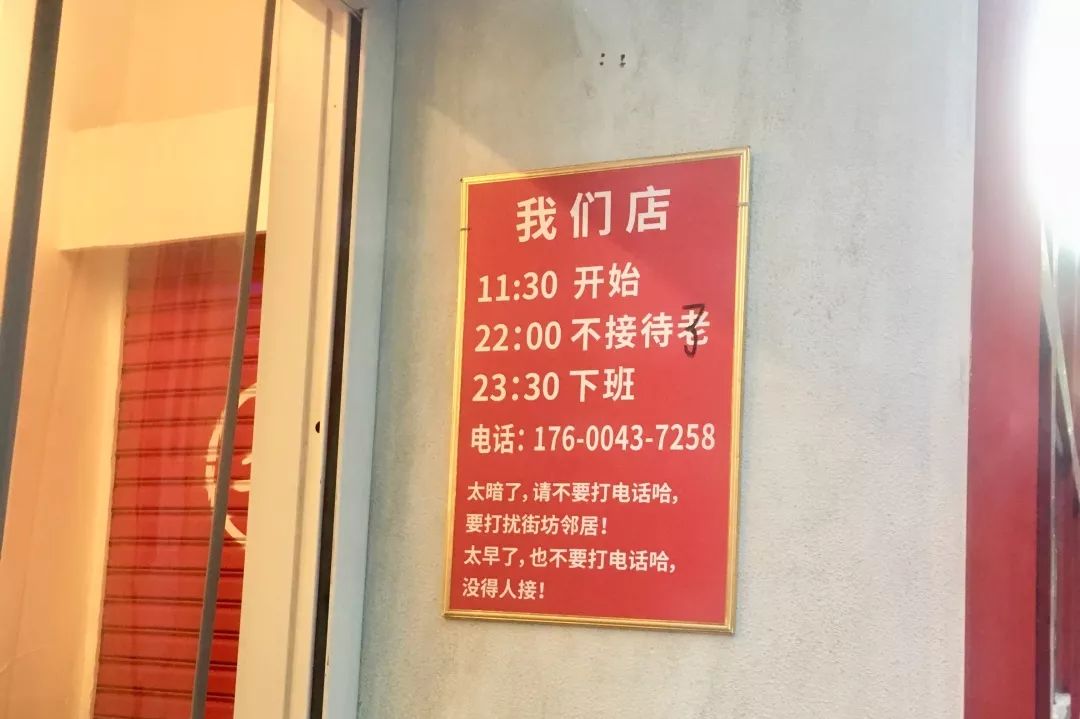 我们店
11:30 开始
22:00 不接待老
了
23:30 下班
电话: 176-0043-7258
太暗了, 请不要打电话哈,
要打扰街坊邻居!
太早了, 也不要打电话哈,
没得人接!